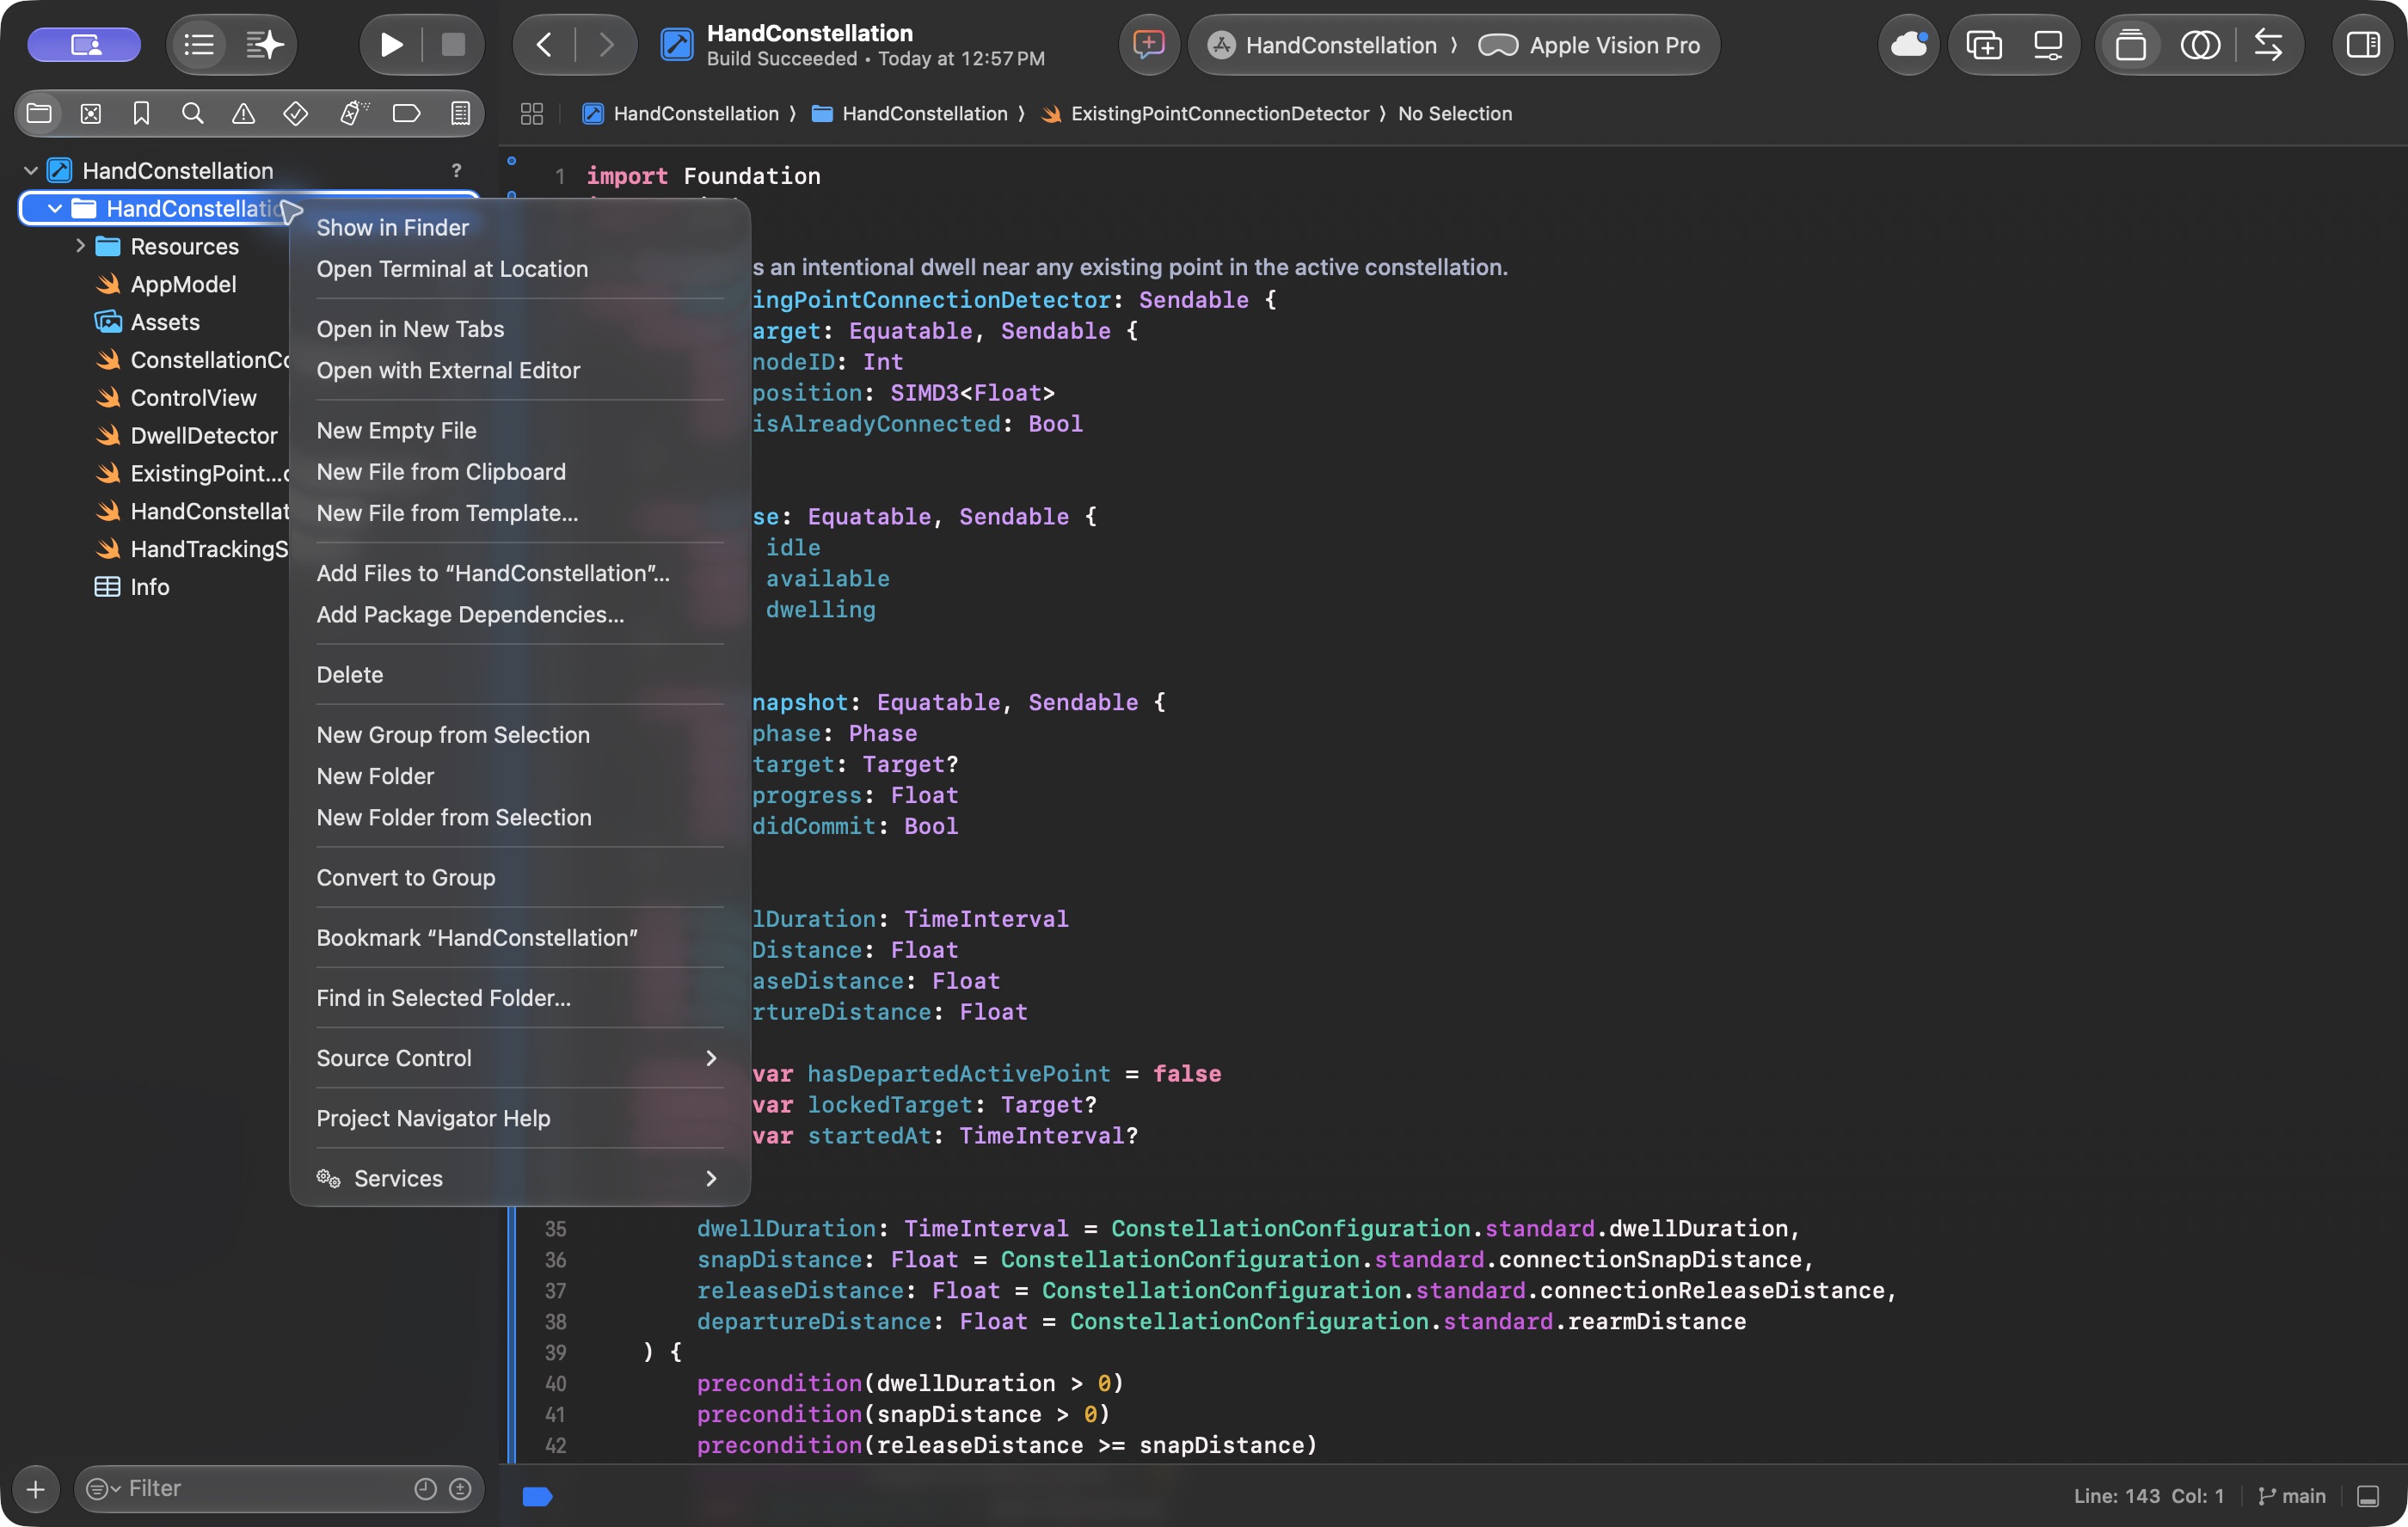 HandConstellation
Build Succeeded • Today at 12:57 PM
HandConstellation 〉 Apple Vision Pro
HandConstellation 〉 HandConstellation 〉 ExistingPointConnectionDetector 〉 No Selection
HandConstellation ?
HandConstellatio
Resources
AppModel
Assets
ConstellationCo
ControlView
DwellDetector
ExistingPoint...c
HandConstellat
HandTrackingS
Info
Show in Finder
Open Terminal at Location
Open in New Tabs
Open with External Editor
New Empty File
New File from Clipboard
New File from Template...
Add Files to “HandConstellation”...
Add Package Dependencies...
Delete
New Group from Selection
New Folder
New Folder from Selection
Convert to Group
Bookmark “HandConstellation”
Find in Selected Folder...
Source Control
Project Navigator Help
Services
1 import Foundation
s an intentional dwell near any existing point in the active constellation.
ingPointConnectionDetector: Sendable {
arget: Equatable, Sendable {
nodeID: Int
position: SIMD3<Float>
isAlreadyConnected: Bool
se: Equatable, Sendable {
idle
available
dwelling
napshot: Equatable, Sendable {
phase: Phase
target: Target?
progress: Float
didCommit: Bool
lDuration: TimeInterval
Distance: Float
aseDistance: Float
rtureDistance: Float
var hasDepartedActivePoint = false
var lockedTarget: Target?
var startedAt: TimeInterval?
35 dwellDuration: TimeInterval = ConstellationConfiguration.standard.dwellDuration,
36 snapDistance: Float = ConstellationConfiguration.standard.connectionSnapDistance,
37 releaseDistance: Float = ConstellationConfiguration.standard.connectionReleaseDistance,
38 departureDistance: Float = ConstellationConfiguration.standard.rearmDistance
39 ) {
40 precondition(dwellDuration > 0)
41 precondition(snapDistance > 0)
42 precondition(releaseDistance >= snapDistance)
Filter
Line: 143 Col: 1
main